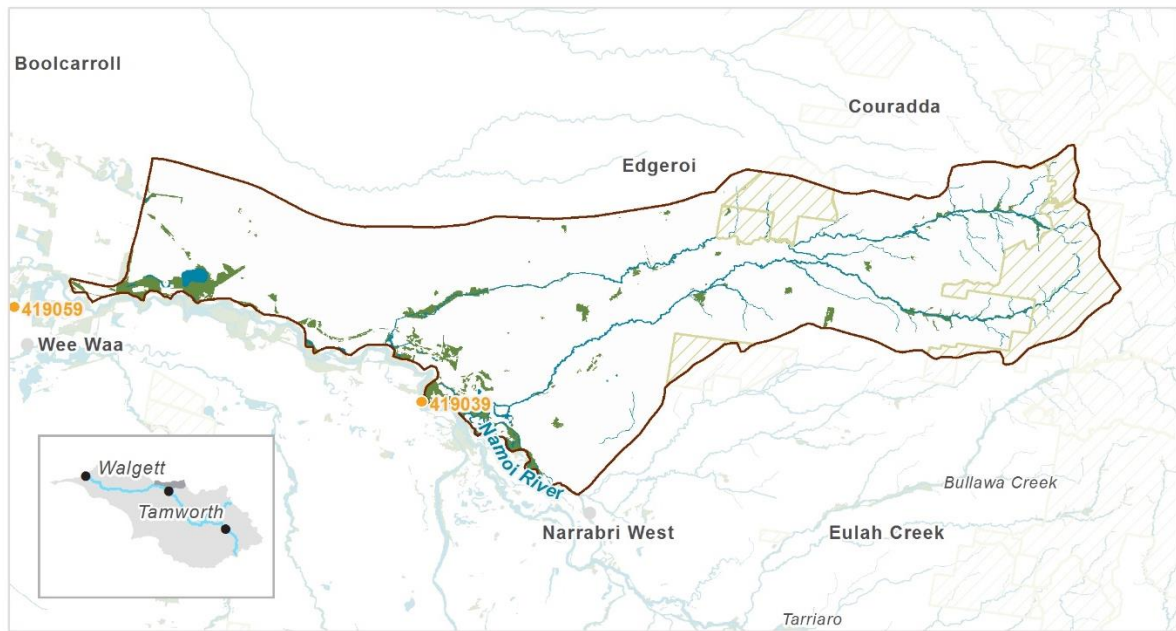 Boolcarroll
Couradda
Edgeroi
419059
Wee Waa
419039
Namoi River
Walgett
Tamworth
Bullawa Creek
Narrabri West
Eulah Creek
Tarriaro